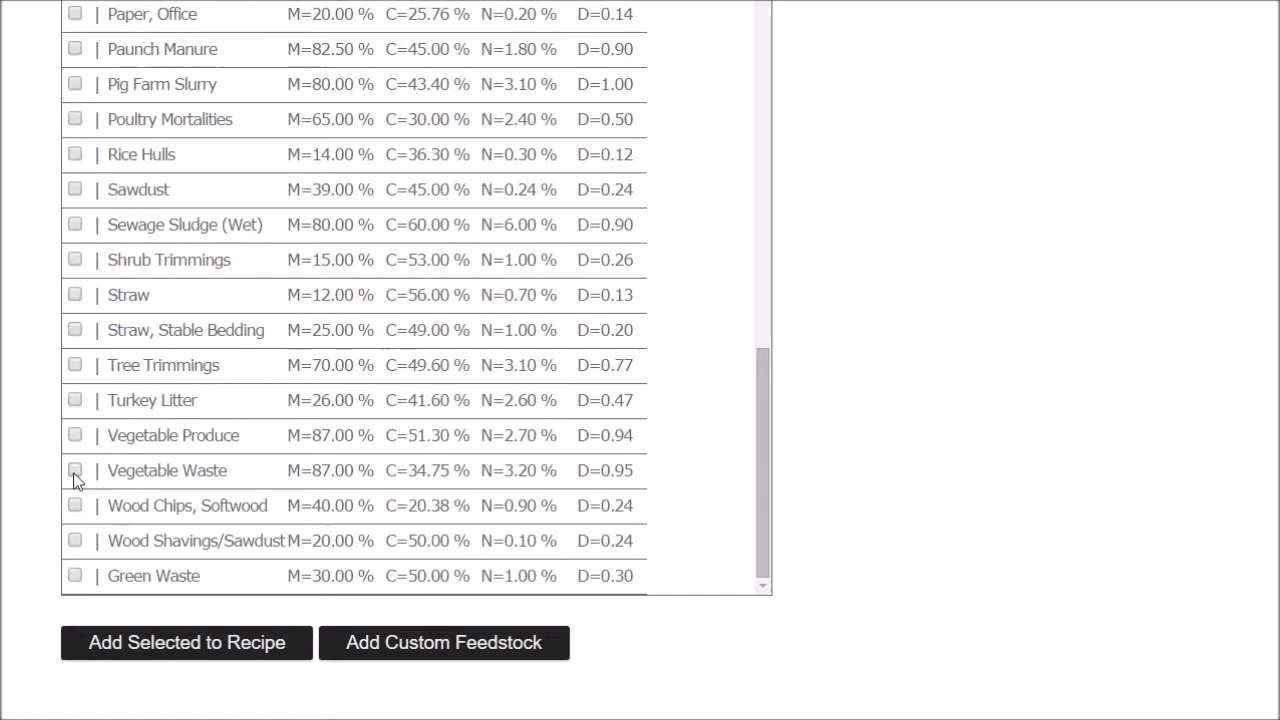 | Paper, Office M=20.00 % C=25.76 % N=0.20 % D=0.14
| Paunch Manure M=82.50 % C=45.00 % N=1.80 % D=0.90
| Pig Farm Slurry M=80.00 % C=43.40 % N=3.10 % D=1.00
| Poultry Mortalities M=65.00 % C=30.00 % N=2.40 % D=0.50
| Rice Hulls M=14.00 % C=36.30 % N=0.30 % D=0.12
| Sawdust M=39.00 % C=45.00 % N=0.24 % D=0.24
| Sewage Sludge (Wet) M=80.00 % C=60.00 % N=6.00 % D=0.90
| Shrub Trimmings M=15.00 % C=53.00 % N=1.00 % D=0.26
| Straw M=12.00 % C=56.00 % N=0.70 % D=0.13
| Straw, Stable Bedding M=25.00 % C=49.00 % N=1.00 % D=0.20
| Tree Trimmings M=70.00 % C=49.60 % N=3.10 % D=0.77
| Turkey Litter M=26.00 % C=41.60 % N=2.60 % D=0.47
| Vegetable Produce M=87.00 % C=51.30 % N=2.70 % D=0.94
| Vegetable Waste M=87.00 % C=34.75 % N=3.20 % D=0.95
| Wood Chips, Softwood M=40.00 % C=20.38 % N=0.90 % D=0.24
| Wood Shavings/Sawdust M=20.00 % C=50.00 % N=0.10 % D=0.24
| Green Waste M=30.00 % C=50.00 % N=1.00 % D=0.30
Add Selected to Recipe Add Custom Feedstock